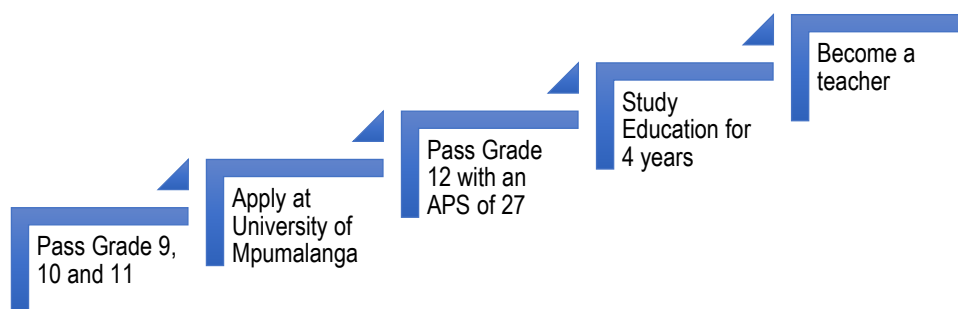 Pass Grade 9,
10 and 11
Apply at
University of
Mpumalanga
Pass Grade
12 with an
APS of 27
Study
Education for
4 years
Become a
teacher